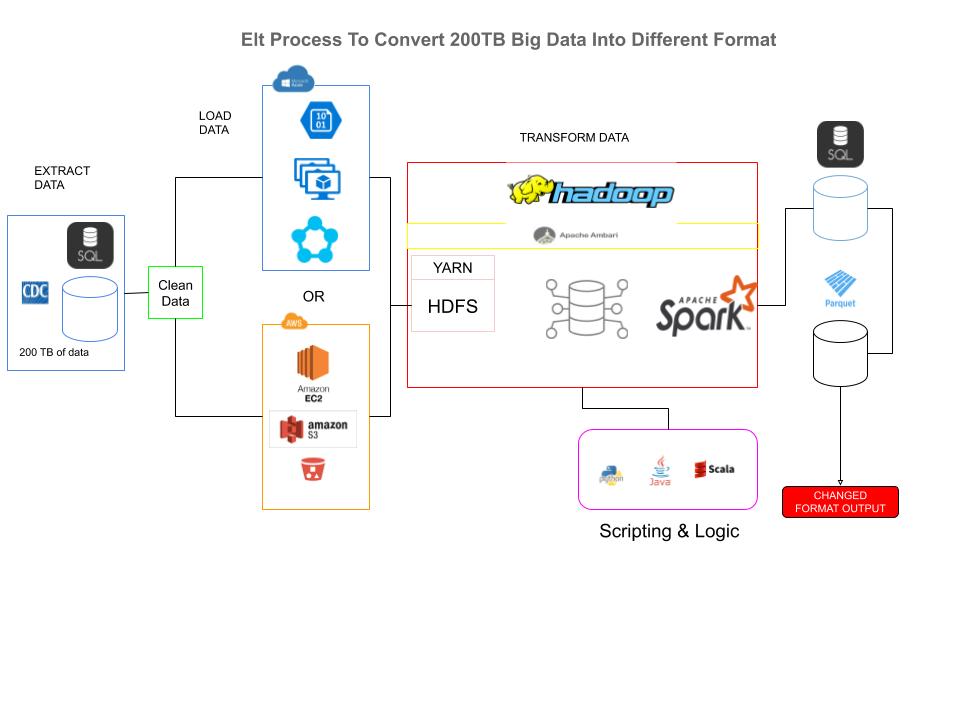 Elt Process To Convert 200TB Big Data Into Different Format
Microsoft
Azure
LOAD
DATA
10
01
TRANSFORM DATA
SQL
EXTRACT
DATA
hadoop
SQL
Apache Ambari
CDC
Clean
Data
YARN
HDFS
OR
APACHE
Spark
TM
Parquet
200 TB of data
AWS
Amazon
EC2
amazon
S3
python
Java
Scala
CHANGED
FORMAT OUTPUT
Scripting & Logic